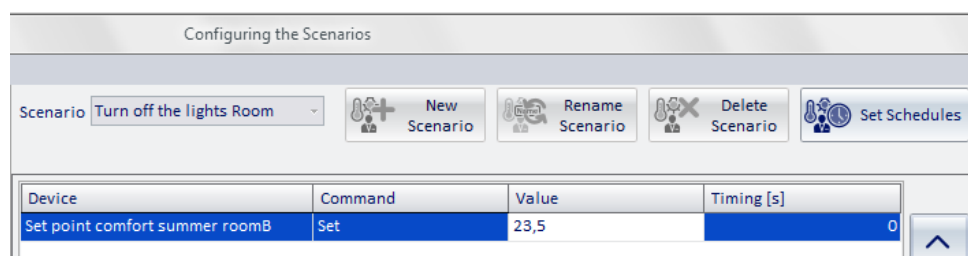 Configuring the Scenarios
Scenario Turn off the lights Room
New Scenario
Rename Scenario
Delete Scenario
Set Schedules
Device Command Value Timing [s]
Set point comfort summer roomB Set 23,5 0